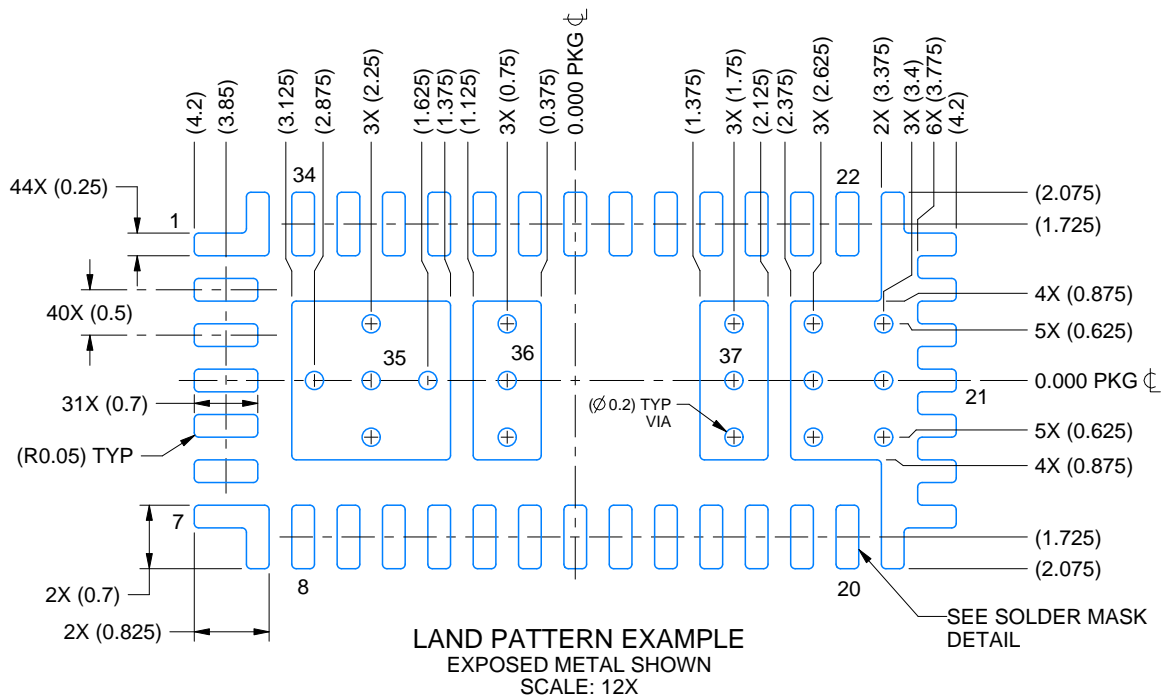 0.000 PKG ℄
(4.2)
(3.85)
(3.125)
(2.875)
3X (2.25)
(1.625)
(1.375)
(1.125)
3X (0.75)
(0.375)
(1.375)
3X (1.75)
(2.125)
(2.375)
3X (2.625)
2X (3.375)
3X (3.4)
6X (3.775)
(4.2)
44X (0.25)
1
34
22
(2.075)
(1.725)
40X (0.5)
4X (0.875)
5X (0.625)
35
36
37
0.000 PKG ℄
21
31X (0.7)
(Ø 0.2) TYP
VIA
5X (0.625)
(R0.05) TYP
4X (0.875)
7
(1.725)
8
20
(2.075)
2X (0.7)
2X (0.825)
SEE SOLDER MASK
DETAIL
LAND PATTERN EXAMPLE
EXPOSED METAL SHOWN
SCALE: 12X